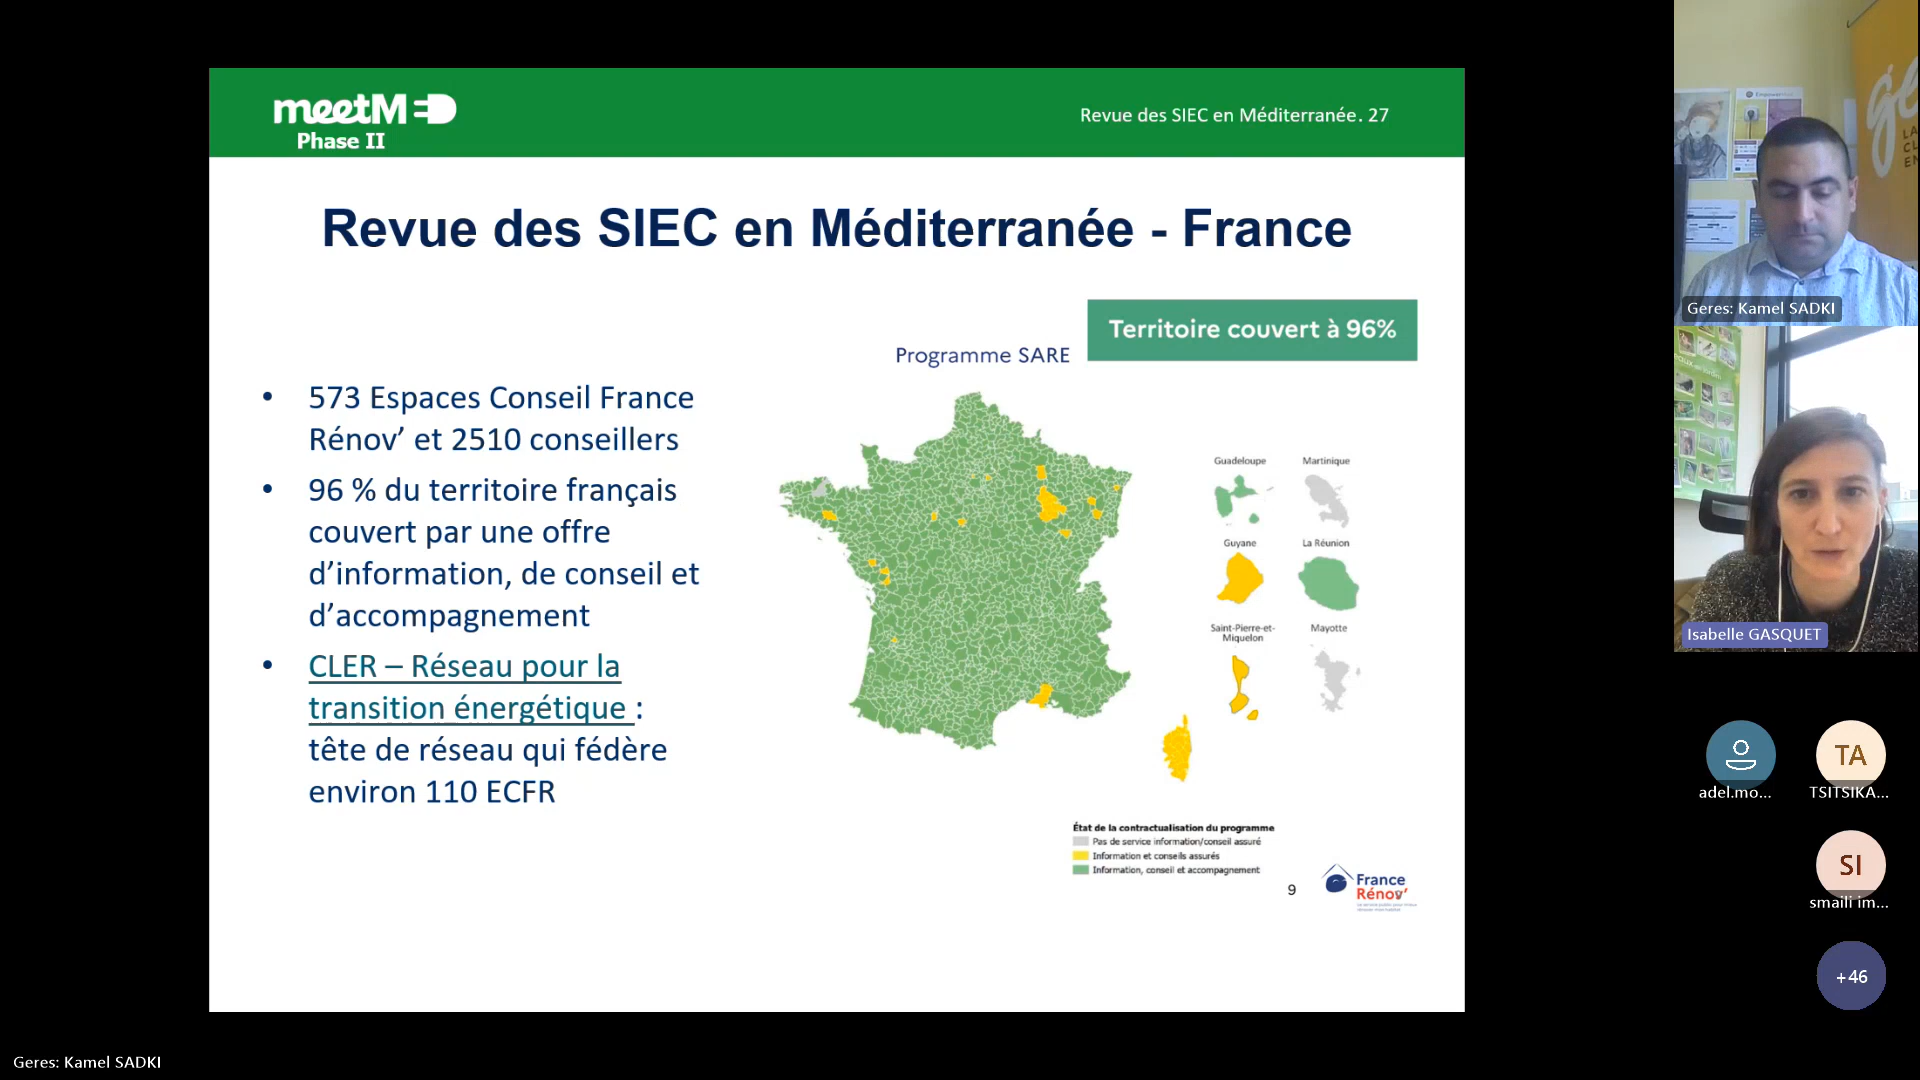 meetMED
Phase II
Revue des SIEC en Méditerranée. 27
Revue des SIEC en Méditerranée - France
Territoire couvert à 96%
Programme SARE
• 573 Espaces Conseil France
Rénov’ et 2510 conseillers
• 96 % du territoire français
couvert par une offre
d’information, de conseil et
d’accompagnement
• CLER – Réseau pour la
transition énergétique :
tête de réseau qui fédère
environ 110 ECFR
Guadeloupe
Martinique
Guyane
La Réunion
Saint-Pierre-et-
Miquelon
Mayotte
État de la contractualisation du programme
Pas de service information/conseil assuré
Information et conseils assurés
Information, conseil et accompagnement
9
France
Rénov’
Geres: Kamel SADKI
Isabelle GASQUET
adel.mo...
TA
TSITSIKA...
SI
smaili im...
+46
Geres: Kamel SADKI